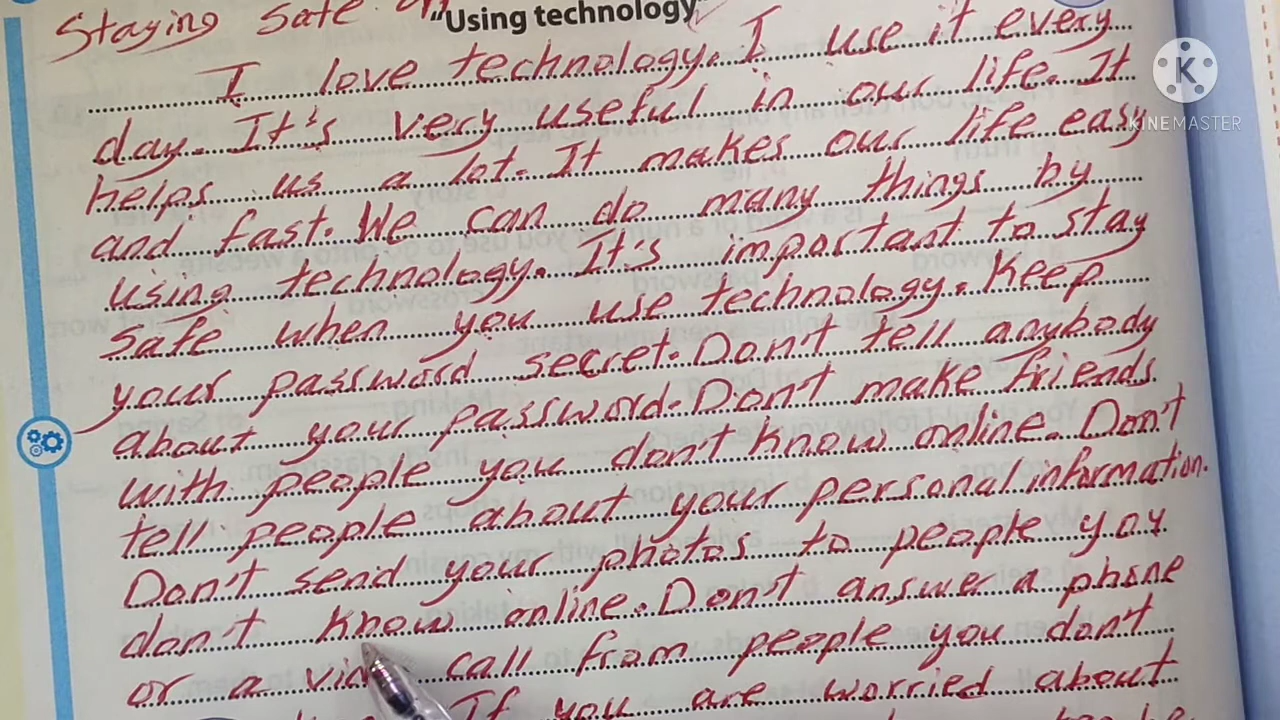 Staying Safe
"Using technology"
I love technology. I use it every
day. It's very useful in our life. It
helps us a lot. It makes our life easy
and fast. We can do many things by
using technology. It's important to stay
safe when you use technology. Keep
your password secret. Don't tell anybody
about your password. Don't make friends
with people you don't know online. Don't
tell people about your personal information.
Don't send your photos to people you
don't know online. Don't answer a phone
or a call from people you don't
If you are worried about
K
KINEMASTER